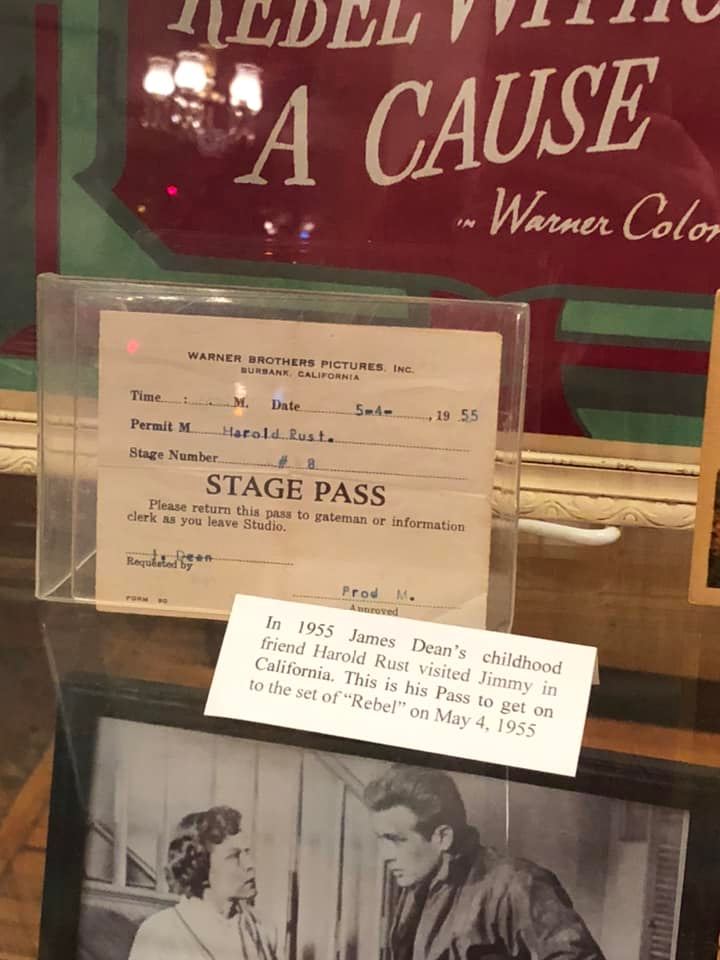 REBEL WITHO
A CAUSE
IN Warner Color
WARNER BROTHERS PICTURES, INC.
BURBANK, CALIFORNIA
Time....:......M. Date 5-4- , 19 55
Permit M Harold Rust.
Stage Number # 8
STAGE PASS
Please return this pass to gateman or information
clerk as you leave Studio.
J. Dean
Requested by
Prod M.
FORM 90
Approved
In 1955 James Dean's childhood
friend Harold Rust visited Jimmy in
California. This is his Pass to get on
to the set of "Rebel" on May 4, 1955